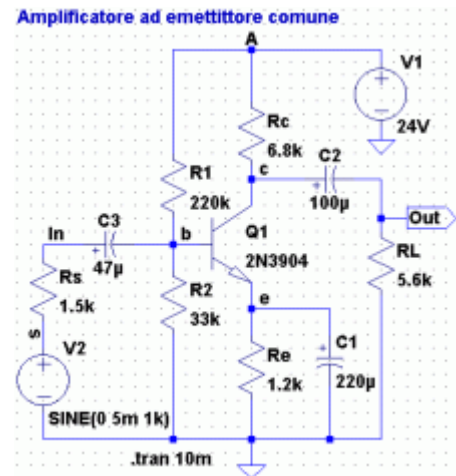 Amplificatore ad emettittore comune
A
V1
24V
Rc
6.8k
R1
220k
c
C2
100µ
Out
In
C3
47µ
b
Q1
2N3904
RL
5.6k
Rs
1.5k
R2
33k
e
s
V2
Re
1.2k
C1
220µ
SINE(0 5m 1k)
.tran 10m